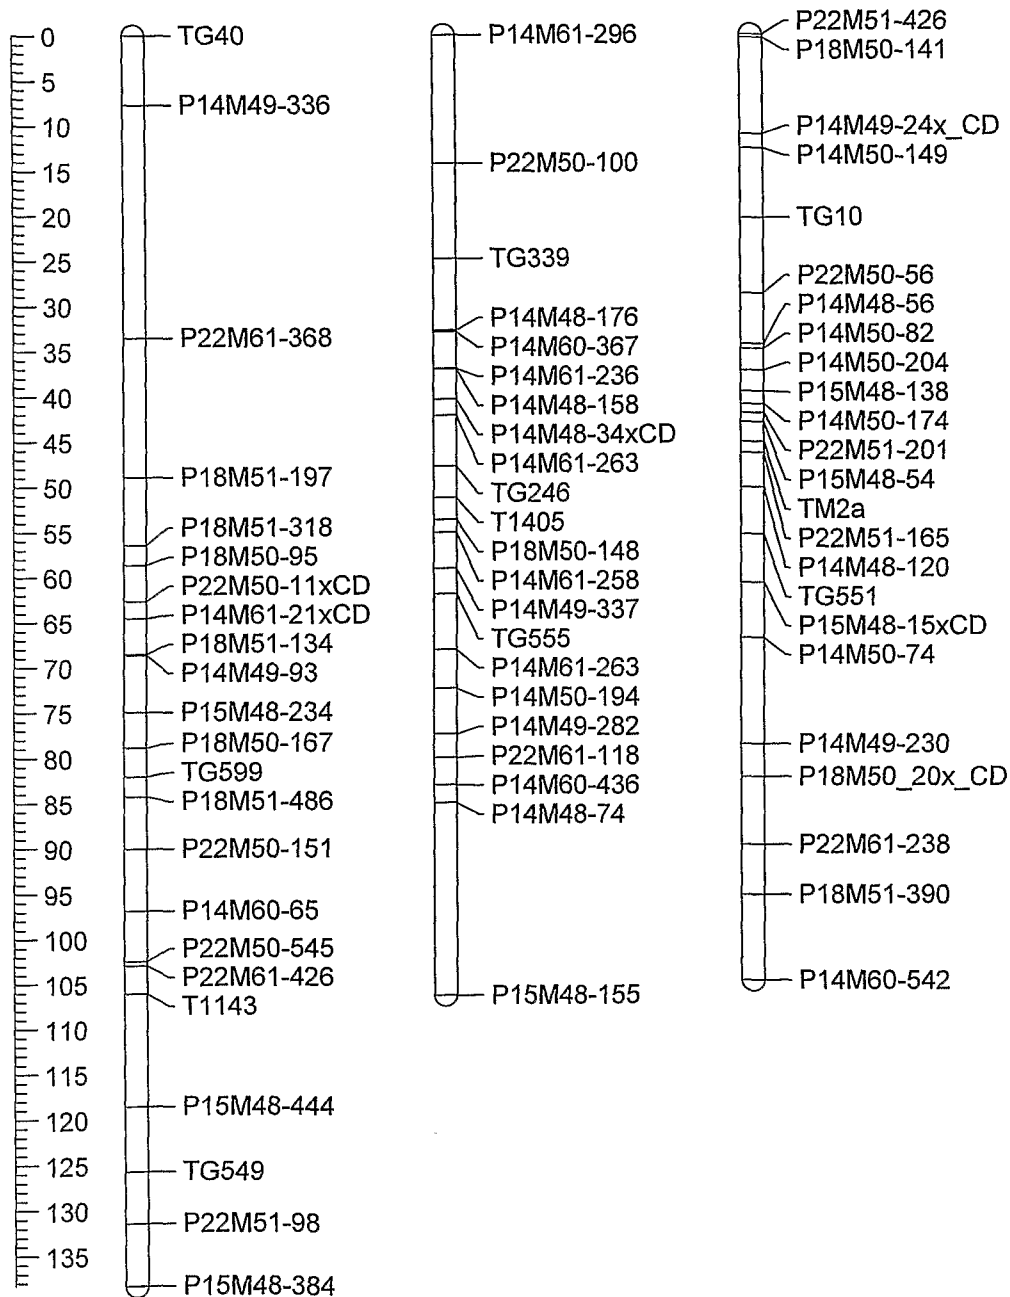 0
5
10
15
20
25
30
35
40
45
50
55
60
65
70
75
80
85
90
95
100
105
110
115
120
125
130
135
TG40
P14M49-336
P22M61-368
P18M51-197
P18M51-318
P18M50-95
P22M50-11xCD
P14M61-21xCD
P18M51-134
P14M49-93
P15M48-234
P18M50-167
TG599
P18M51-486
P22M50-151
P14M60-65
P22M50-545
P22M61-426
T1143
P15M48-444
TG549
P22M51-98
P15M48-384
P14M61-296
P22M50-100
TG339
P14M48-176
P14M60-367
P14M61-236
P14M48-158
P14M48-34xCD
P14M61-263
TG246
T1405
P18M50-148
P14M61-258
P14M49-337
TG555
P14M61-263
P14M50-194
P14M49-282
P22M61-118
P14M60-436
P14M48-74
P15M48-155
P22M51-426
P18M50-141
P14M49-24x_CD
P14M50-149
TG10
P22M50-56
P14M48-56
P14M50-82
P14M50-204
P15M48-138
P14M50-174
P22M51-201
P15M48-54
TM2a
P22M51-165
P14M48-120
TG551
P15M48-15xCD
P14M50-74
P14M49-230
P18M50_20x_CD
P22M61-238
P18M51-390
P14M60-542